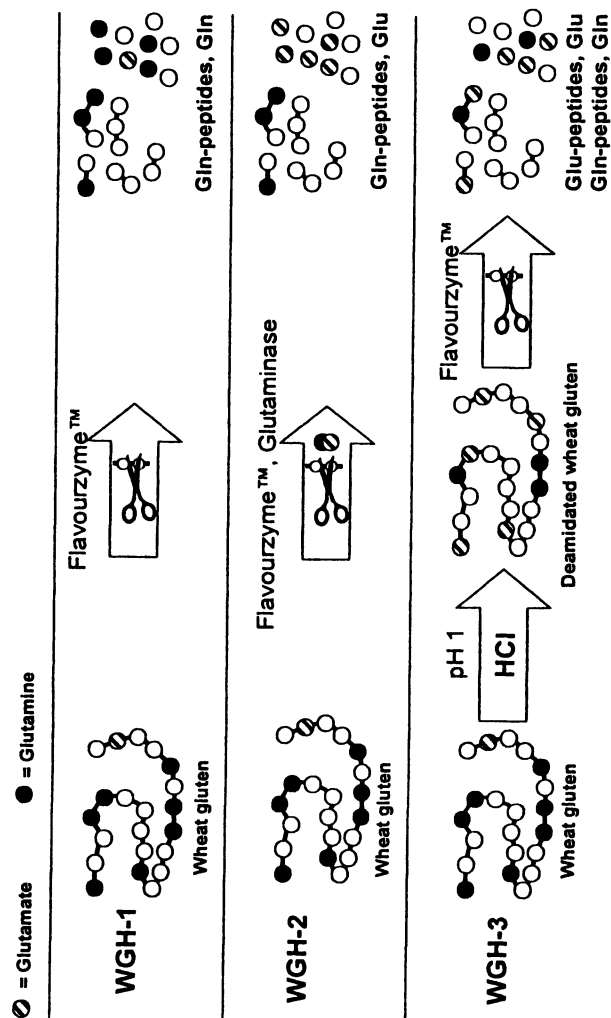 = Glutamate
= Glutamine
WGH-1
Wheat gluten
Flavourzyme™
Gln-peptides, Gln
WGH-2
Wheat gluten
Flavourzyme™, Glutaminase
Gln-peptides, Glu
WGH-3
Wheat gluten
pH 1
HCl
Deamidated wheat gluten
Flavourzyme™
Glu-peptides, Glu
Gln-peptides, Gln